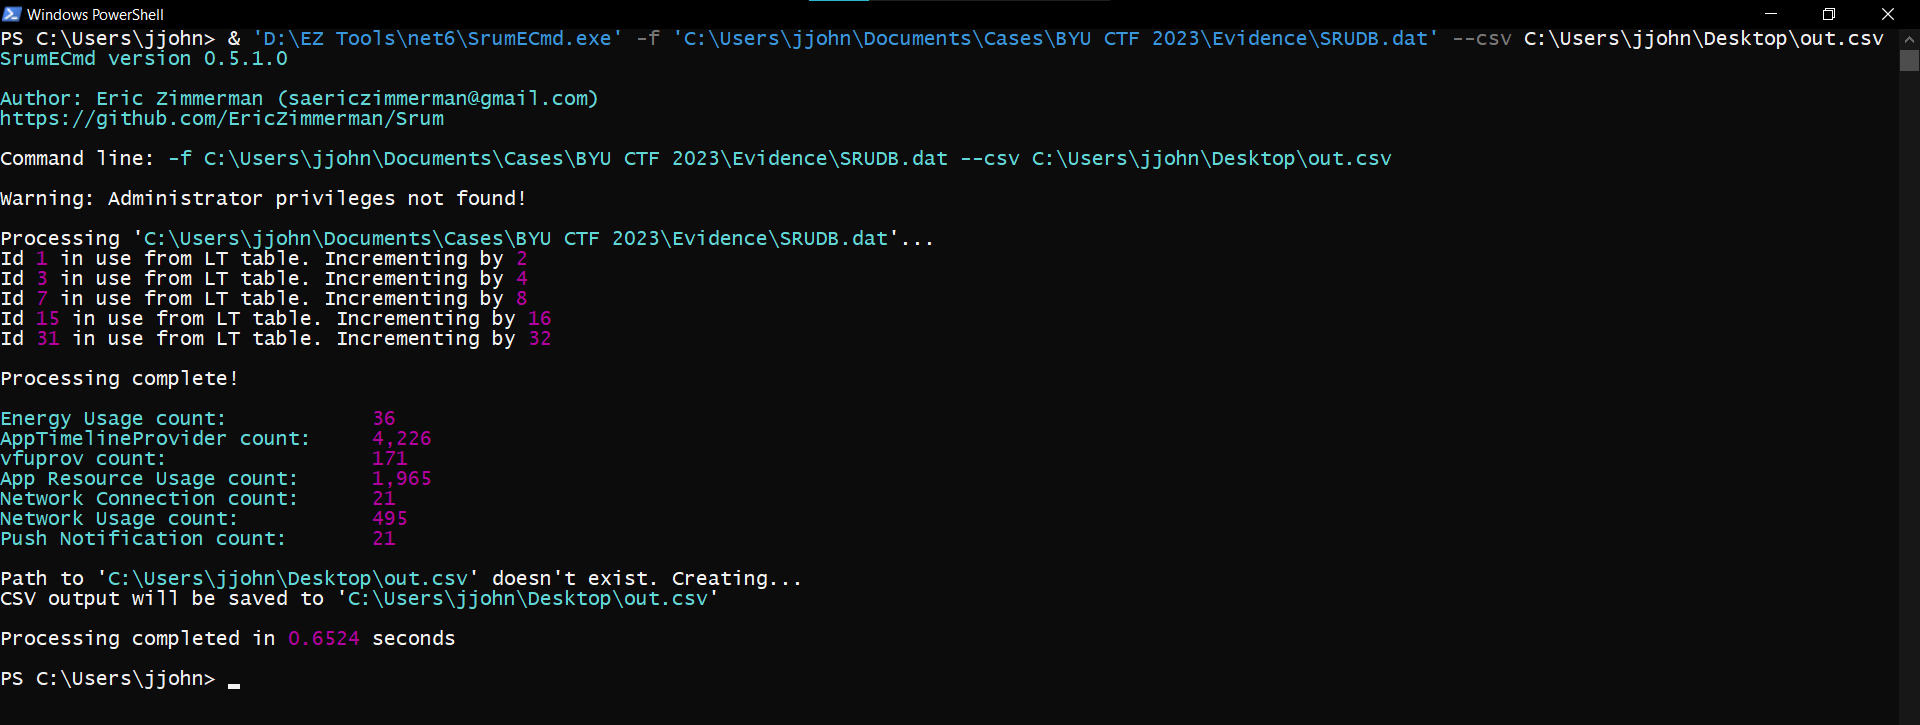 Windows PowerShell
PS C:\Users\jjohn> & 'D:\EZ Tools\net6\SrumECmd.exe' -f 'C:\Users\jjohn\Documents\Cases\BYU CTF 2023\Evidence\SRUDB.dat' --csv C:\Users\jjohn\Desktop\out.csv
SrumECmd version 0.5.1.0
Author: Eric Zimmerman (saericzimmerman@gmail.com)
https://github.com/EricZimmerman/Srum
Command line: -f C:\Users\jjohn\Documents\Cases\BYU CTF 2023\Evidence\SRUDB.dat --csv C:\Users\jjohn\Desktop\out.csv
Warning: Administrator privileges not found!
Processing 'C:\Users\jjohn\Documents\Cases\BYU CTF 2023\Evidence\SRUDB.dat'...
Id 1 in use from LT table. Incrementing by 2
Id 3 in use from LT table. Incrementing by 4
Id 7 in use from LT table. Incrementing by 8
Id 15 in use from LT table. Incrementing by 16
Id 31 in use from LT table. Incrementing by 32
Processing complete!
Energy Usage count: 36
AppTimelineProvider count: 4,226
vfuprov count: 171
App Resource Usage count: 1,965
Network Connection count: 21
Network Usage count: 495
Push Notification count: 21
Path to 'C:\Users\jjohn\Desktop\out.csv' doesn't exist. Creating...
CSV output will be saved to 'C:\Users\jjohn\Desktop\out.csv'
Processing completed in 0.6524 seconds
PS C:\Users\jjohn>